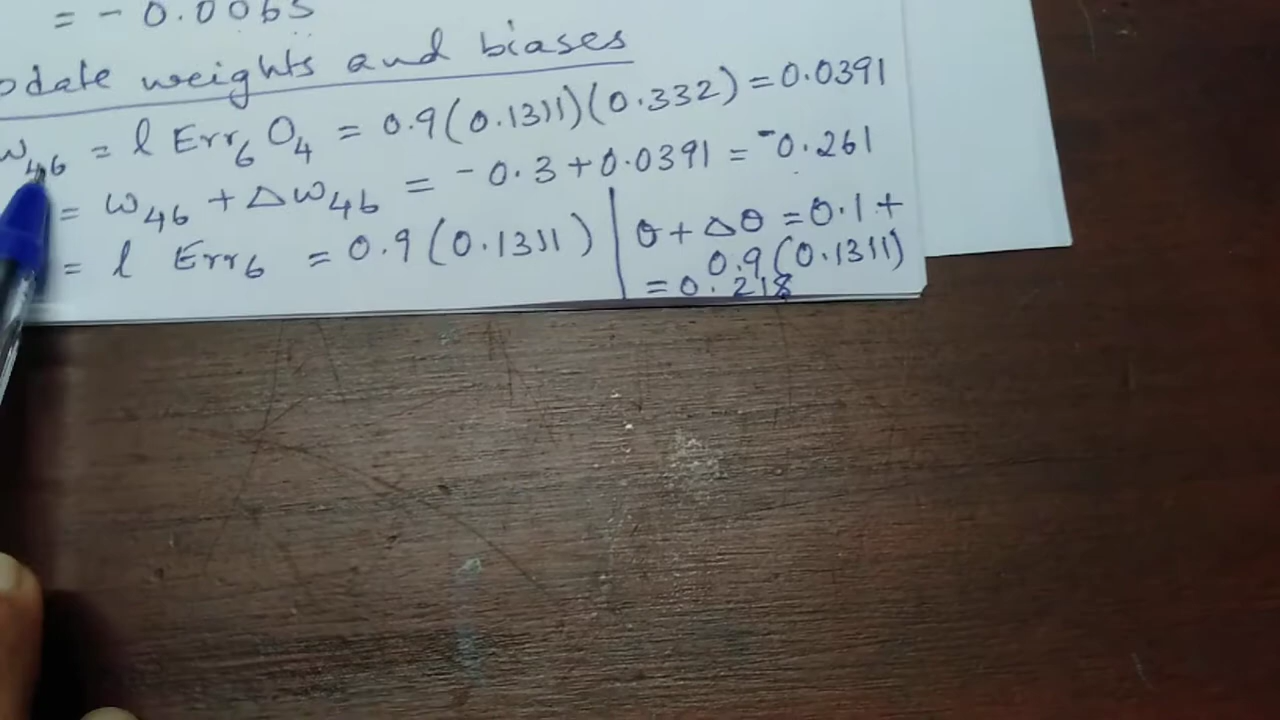 = - 0.0065
pdate weights and biases
w46 = l Err6 O4 = 0.9(0.1311)(0.332) = 0.0391
= w46 + Δw46 = -0.3 + 0.0391 = -0.261
= l Err6 = 0.9(0.1311) | θ + Δθ = 0.1 +
0.9(0.1311)
= 0.218